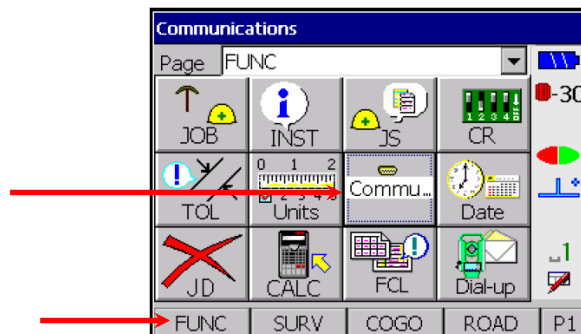 Communications
Page FUNC
-30
JOB INST JS CR
1 2 3 4
0 1 2
Commu...
TOL Units Date
1
JD CALC FCL Dial-up
FUNC SURV COGO ROAD P1